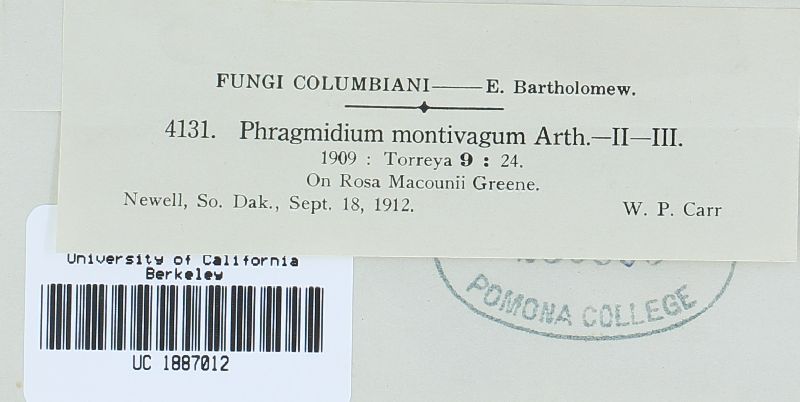 FUNGI COLUMBIANI——E. Bartholomew.
4131. Phragmidium montivagum Arth.—II—III.
1909 : Torreya 9 : 24.
On Rosa Macounii Greene.
Newell, So. Dak., Sept. 18, 1912. W. P. Carr
University of California
Berkeley
UC 1887012
POMONA COLLEGE